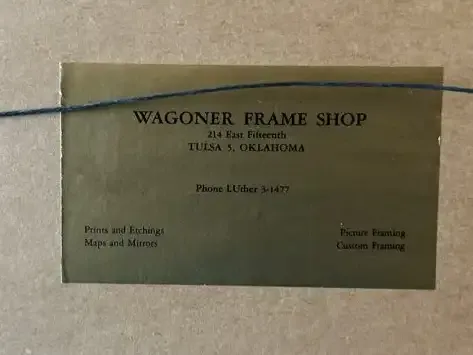 WAGONER FRAME SHOP
214 East Fifteenth
TULSA 5, OKLAHOMA
Phone LUther 3-1477
Prints and Etchings
Maps and Mirrors
Picture Framing
Custom Framing